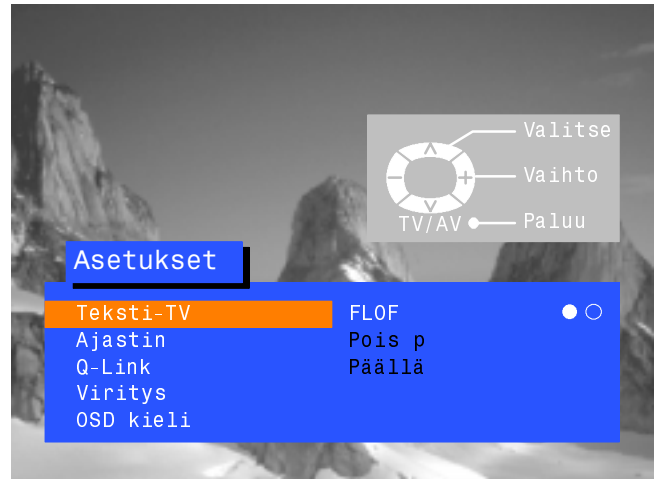 Valitse
Vaihto
TV/AV Paluu
Asetukset
Teksti-TV FLOF
Ajastin Pois p
Q-Link Päällä
Viritys
OSD kieli